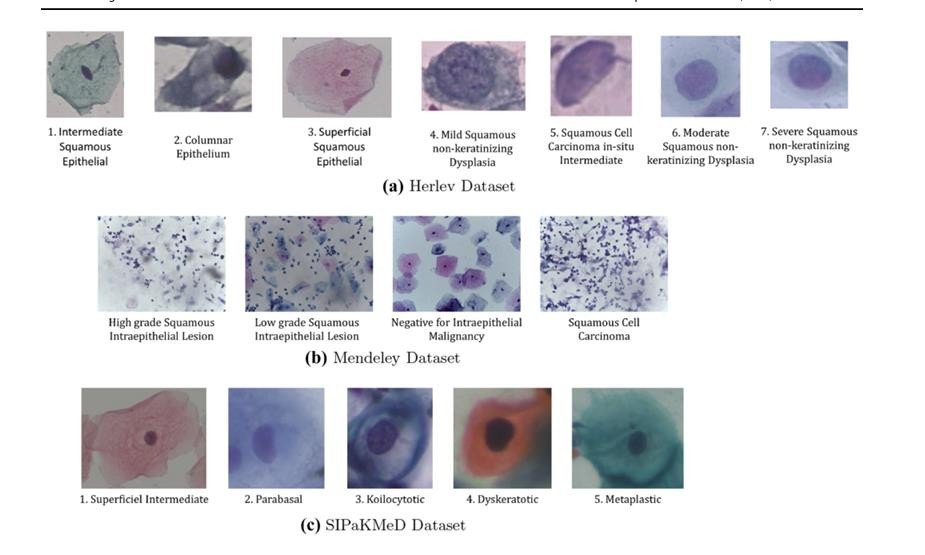 1. Intermediate
Squamous
Epithelial
2. Columnar
Epithelium
3. Superficial
Squamous
Epithelial
4. Mild Squamous
non-keratinizing
Dysplasia
5. Squamous Cell
Carcinoma in-situ
Intermediate
6. Moderate
Squamous non-
keratinizing Dysplasia
7. Severe Squamous
non-keratinizing
Dysplasia
(a) Herlev Dataset
High grade Squamous
Intraepithelial Lesion
Low grade Squamous
Intraepithelial Lesion
Negative for Intraepithelial
Malignancy
Squamous Cell
Carcinoma
(b) Mendeley Dataset
1. Superficiel Intermediate
2. Parabasal
3. Koilocytotic
4. Dyskeratotic
5. Metaplastic
(c) SIPaKMeD Dataset